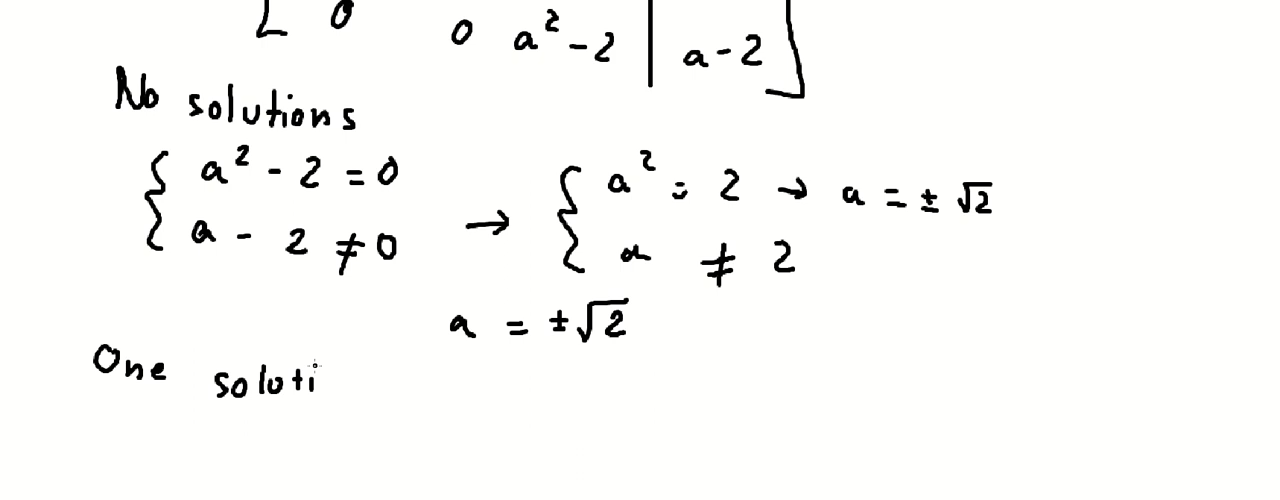 [ 0 0 a² - 2 | a - 2 ]
No solutions
{ a² - 2 = 0 → { a² = 2 → a = ± √2
{ a - 2 ≠ 0 { a ≠ 2
a = ±√2
One soluti